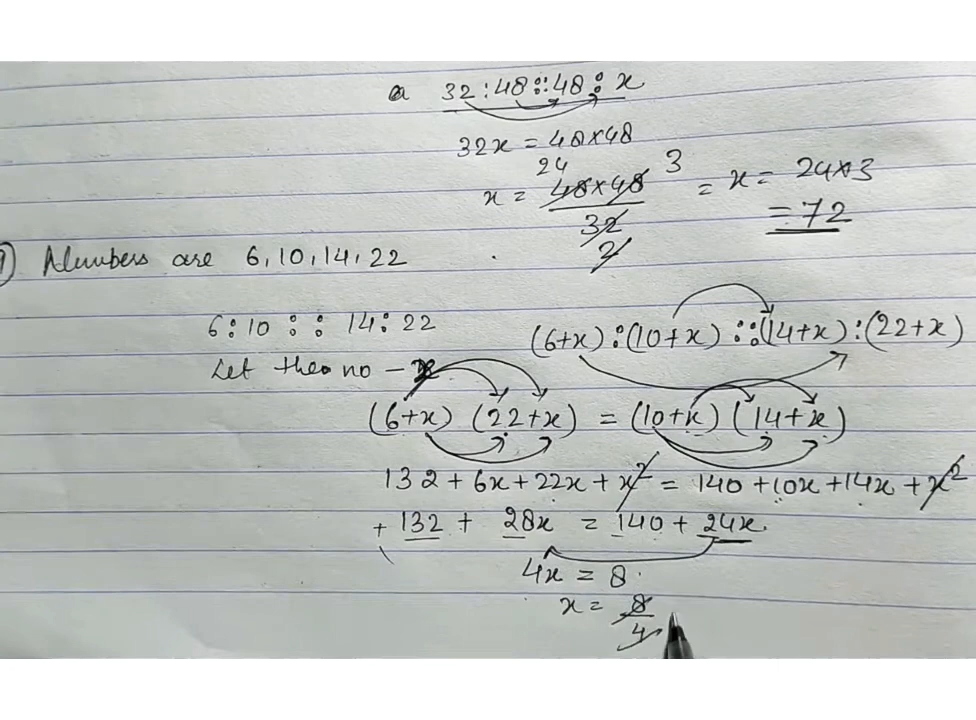 a 32:48::48:x
32x = 48×48
24 3
x = 48×48 = x = 24×3
32 = 72
2
9) Numbers are 6,10,14,22
6:10 :: 14:22
(6+x):(10+x)::(14+x):(22+x)
Let the no - x
(6+x) (22+x) = (10+x) (14+x)
132 + 6x + 22x + x² = 140 + 10x + 14x + x²
+ 132 + 28x = 140 + 24x.
4x = 8.
x = 8
4